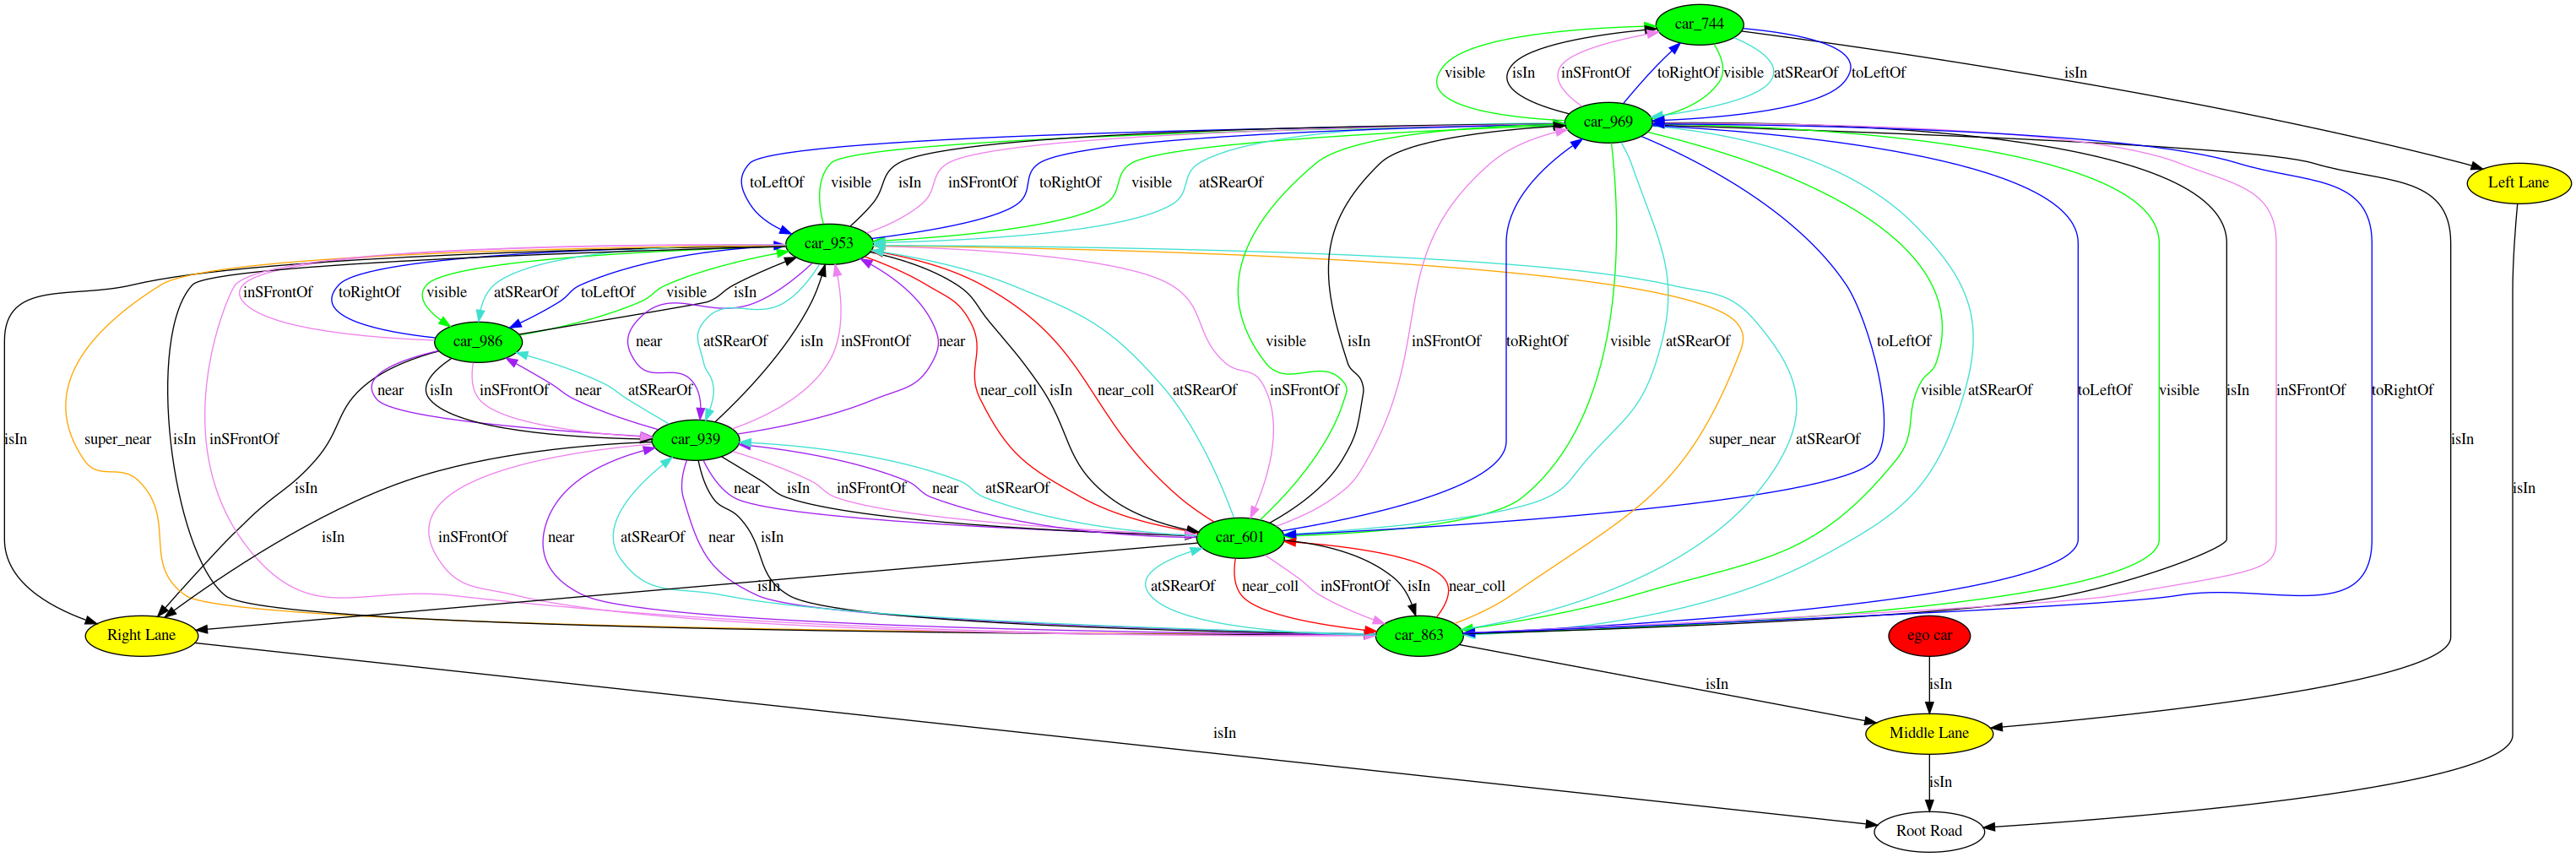 car_744
visible isIn inSFrontOf toRightOf visible atSRearOf toLeftOf isIn
car_969
toLeftOf visible isIn inSFrontOf toRightOf visible atSRearOf Left Lane
car_953
inSFrontOf toRightOf visible atSRearOf toLeftOf visible isIn
car_986 near atSRearOf isIn inSFrontOf near visible isIn inSFrontOf toRightOf visible atSRearOf toLeftOf
near isIn inSFrontOf near atSRearOf near_coll isIn near_coll atSRearOf inSFrontOf visible atSRearOf toLeftOf visible isIn inSFrontOf toRightOf
isIn super_near isIn inSFrontOf car_939 super_near atSRearOf isIn
isIn near isIn inSFrontOf near atSRearOf isIn
isIn inSFrontOf near atSRearOf near isIn car_601
isIn atSRearOf near_coll inSFrontOf isIn near_coll
Right Lane car_863 ego car
isIn isIn
isIn Middle Lane
isIn
Root Road